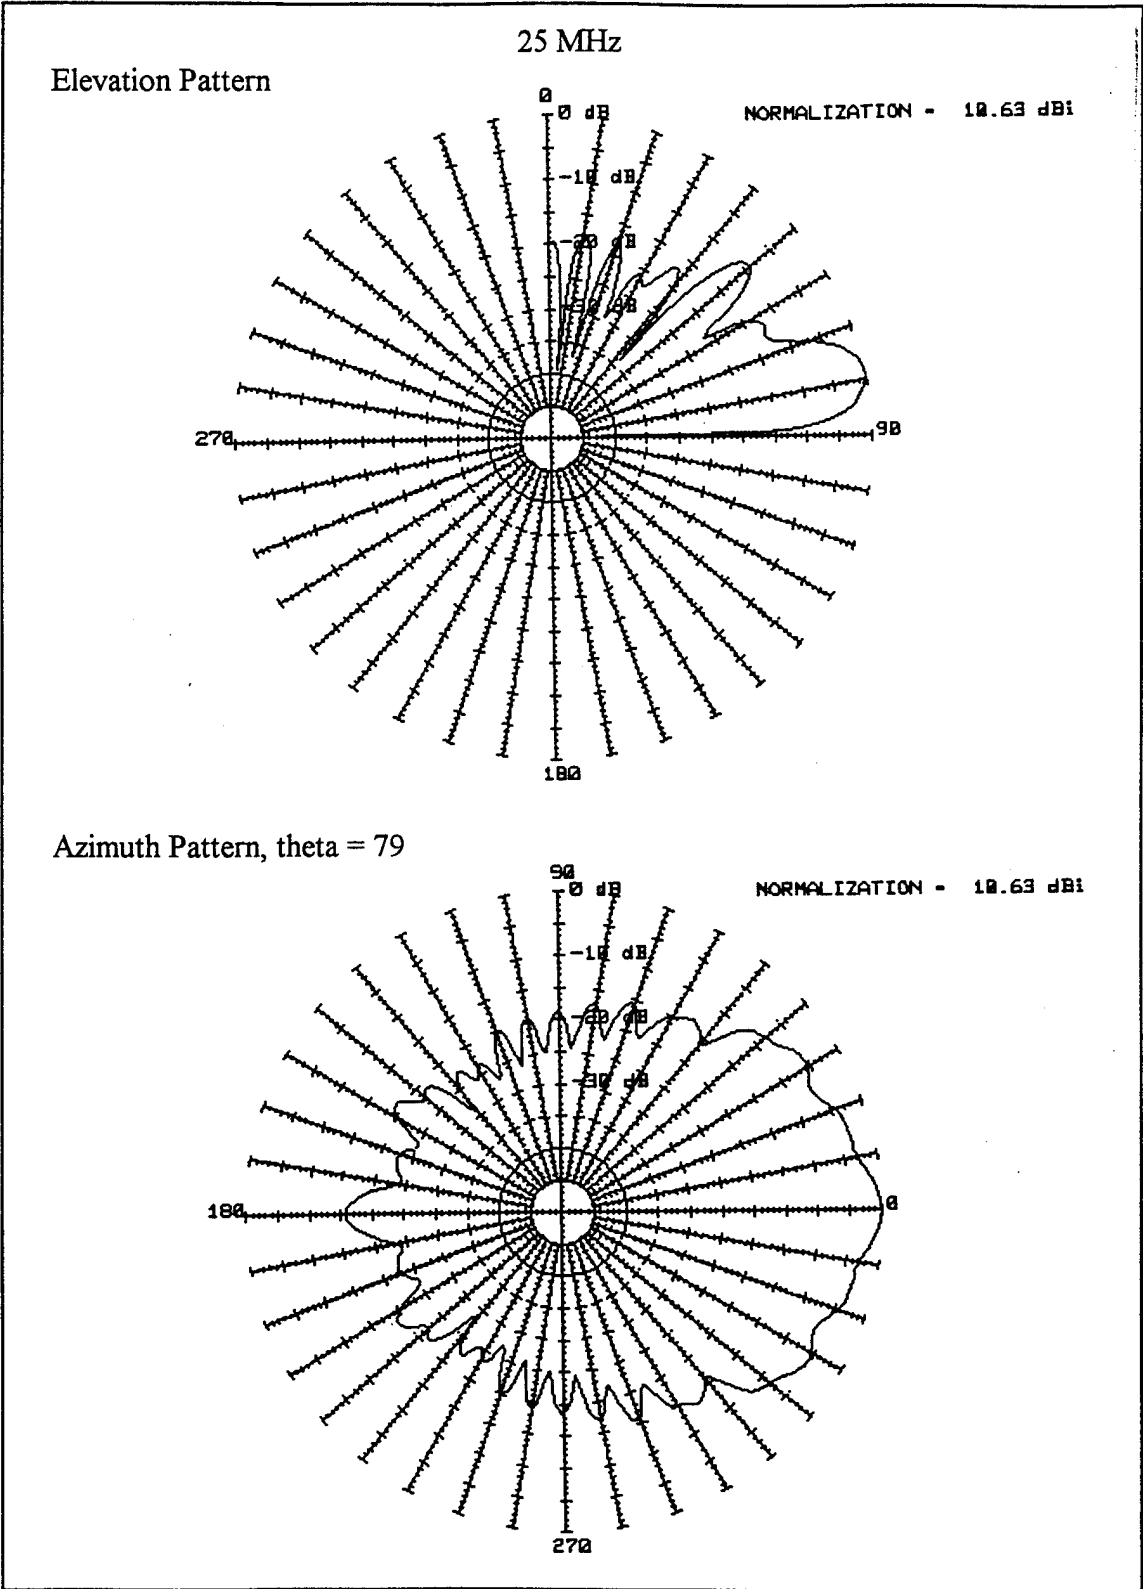 25 MHz
Elevation Pattern
0
0 dB
NORMALIZATION - 10.63 dBi
-10 dB
-20 dB
-30 dB
270
90
180
Azimuth Pattern, theta = 79
90
0 dB
NORMALIZATION - 10.63 dBi
-10 dB
-20 dB
-30 dB
180
0
270